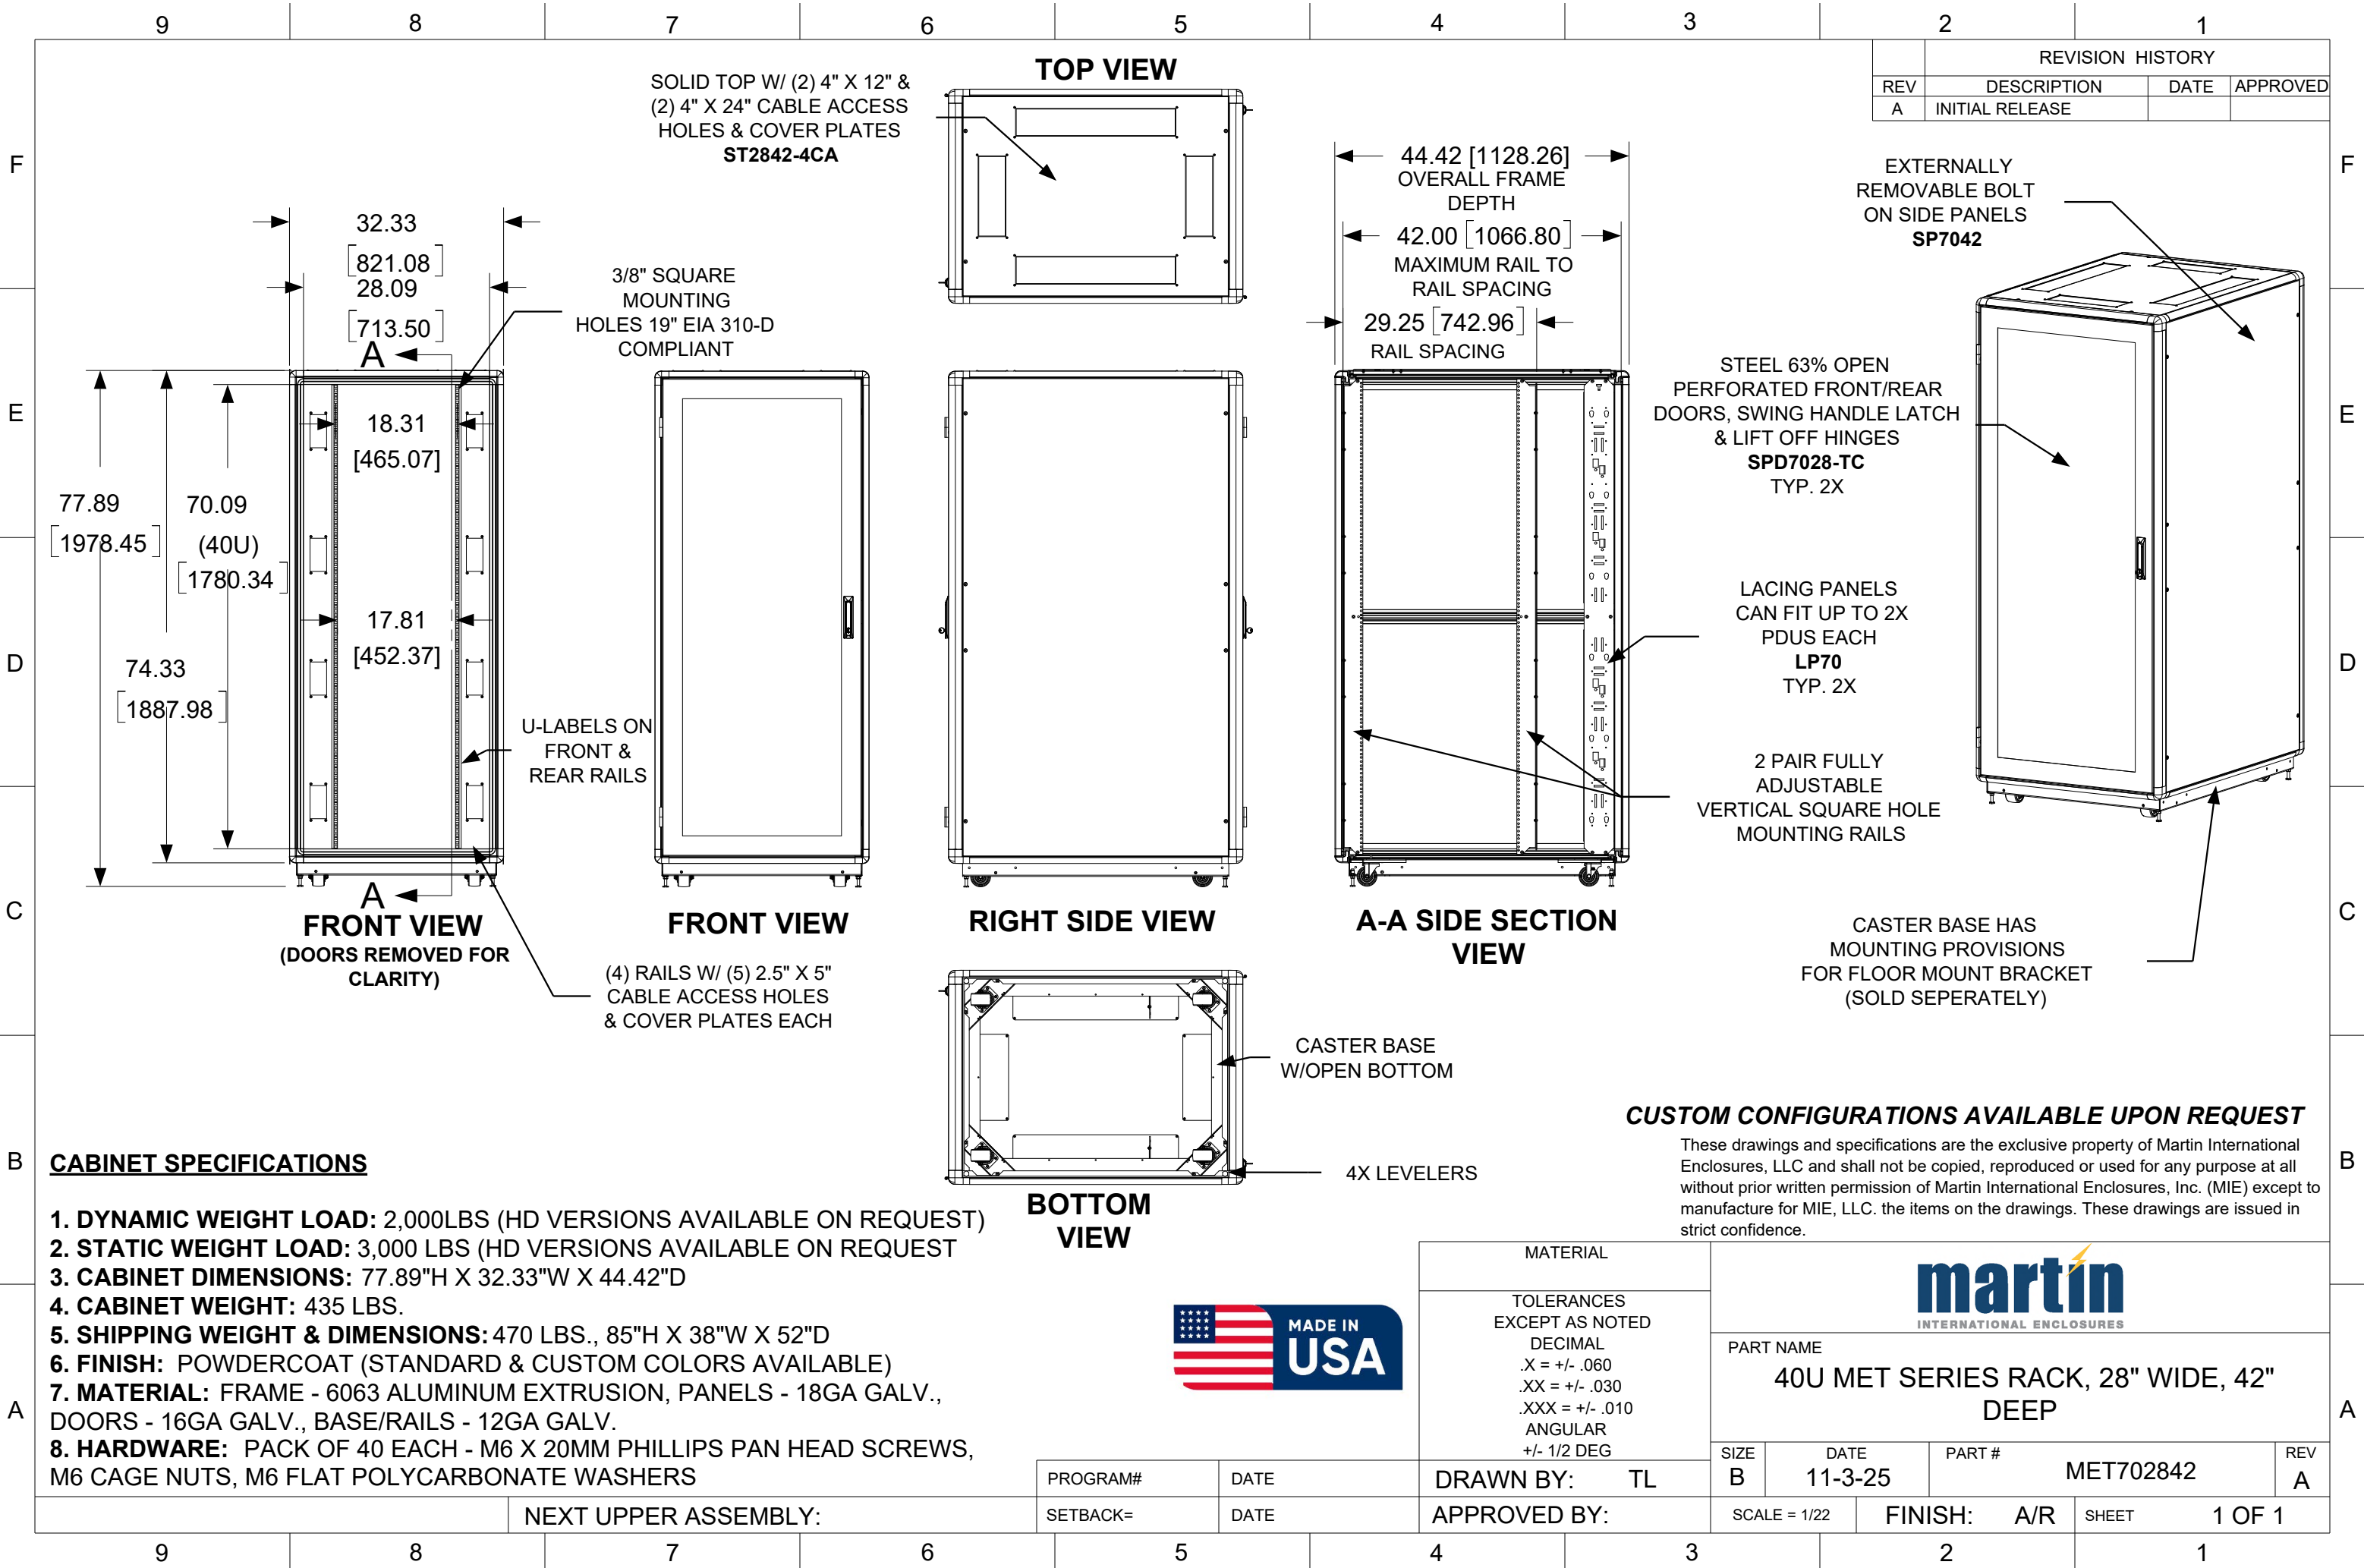 9 8 7 6 5 4 3 2 1
F
E
D
C
B
A
F
E
D
C
B
A
REVISION HISTORY
REV DESCRIPTION DATE APPROVED
A INITIAL RELEASE
TOP VIEW
SOLID TOP W/ (2) 4" X 12" &
(2) 4" X 24" CABLE ACCESS
HOLES & COVER PLATES
ST2842-4CA
32.33
[821.08]
28.09
[713.50]
A
3/8" SQUARE
MOUNTING
HOLES 19" EIA 310-D
COMPLIANT
18.31
[465.07]
77.89
[1978.45]
70.09
(40U)
[1780.34]
17.81
[452.37]
74.33
[1887.98]
U-LABELS ON
FRONT &
REAR RAILS
A
FRONT VIEW
(DOORS REMOVED FOR
CLARITY)
FRONT VIEW
(4) RAILS W/ (5) 2.5" X 5"
CABLE ACCESS HOLES
& COVER PLATES EACH
RIGHT SIDE VIEW
44.42 [1128.26]
OVERALL FRAME
DEPTH
42.00 [1066.80]
MAXIMUM RAIL TO
RAIL SPACING
29.25 [742.96]
RAIL SPACING
A-A SIDE SECTION
VIEW
EXTERNALLY
REMOVABLE BOLT
ON SIDE PANELS
SP7042
STEEL 63% OPEN
PERFORATED FRONT/REAR
DOORS, SWING HANDLE LATCH
& LIFT OFF HINGES
SPD7028-TC
TYP. 2X
LACING PANELS
CAN FIT UP TO 2X
PDUS EACH
LP70
TYP. 2X
2 PAIR FULLY
ADJUSTABLE
VERTICAL SQUARE HOLE
MOUNTING RAILS
CASTER BASE HAS
MOUNTING PROVISIONS
FOR FLOOR MOUNT BRACKET
(SOLD SEPERATELY)
CASTER BASE
W/OPEN BOTTOM
4X LEVELERS
BOTTOM
VIEW
CUSTOM CONFIGURATIONS AVAILABLE UPON REQUEST
These drawings and specifications are the exclusive property of Martin International
Enclosures, LLC and shall not be copied, reproduced or used for any purpose at all
without prior written permission of Martin International Enclosures, Inc. (MIE) except to
manufacture for MIE, LLC. the items on the drawings. These drawings are issued in
strict confidence.
CABINET SPECIFICATIONS
1. DYNAMIC WEIGHT LOAD: 2,000LBS (HD VERSIONS AVAILABLE ON REQUEST)
2. STATIC WEIGHT LOAD: 3,000 LBS (HD VERSIONS AVAILABLE ON REQUEST
3. CABINET DIMENSIONS: 77.89"H X 32.33"W X 44.42"D
4. CABINET WEIGHT: 435 LBS.
5. SHIPPING WEIGHT & DIMENSIONS: 470 LBS., 85"H X 38"W X 52"D
6. FINISH: POWDERCOAT (STANDARD & CUSTOM COLORS AVAILABLE)
7. MATERIAL: FRAME - 6063 ALUMINUM EXTRUSION, PANELS - 18GA GALV.,
DOORS - 16GA GALV., BASE/RAILS - 12GA GALV.
8. HARDWARE: PACK OF 40 EACH - M6 X 20MM PHILLIPS PAN HEAD SCREWS,
M6 CAGE NUTS, M6 FLAT POLYCARBONATE WASHERS
MADE IN
USA
MATERIAL
TOLERANCES
EXCEPT AS NOTED
DECIMAL
.X = +/- .060
.XX = +/- .030
.XXX = +/- .010
ANGULAR
+/- 1/2 DEG
martin
INTERNATIONAL ENCLOSURES
PART NAME
40U MET SERIES RACK, 28" WIDE, 42"
DEEP
SIZE DATE PART # REV
B 11-3-25 MET702842 A
PROGRAM# DATE DRAWN BY: TL
NEXT UPPER ASSEMBLY: SETBACK= DATE APPROVED BY: SCALE = 1/22 FINISH: A/R SHEET 1 OF 1
9 8 7 6 5 4 3 2 1